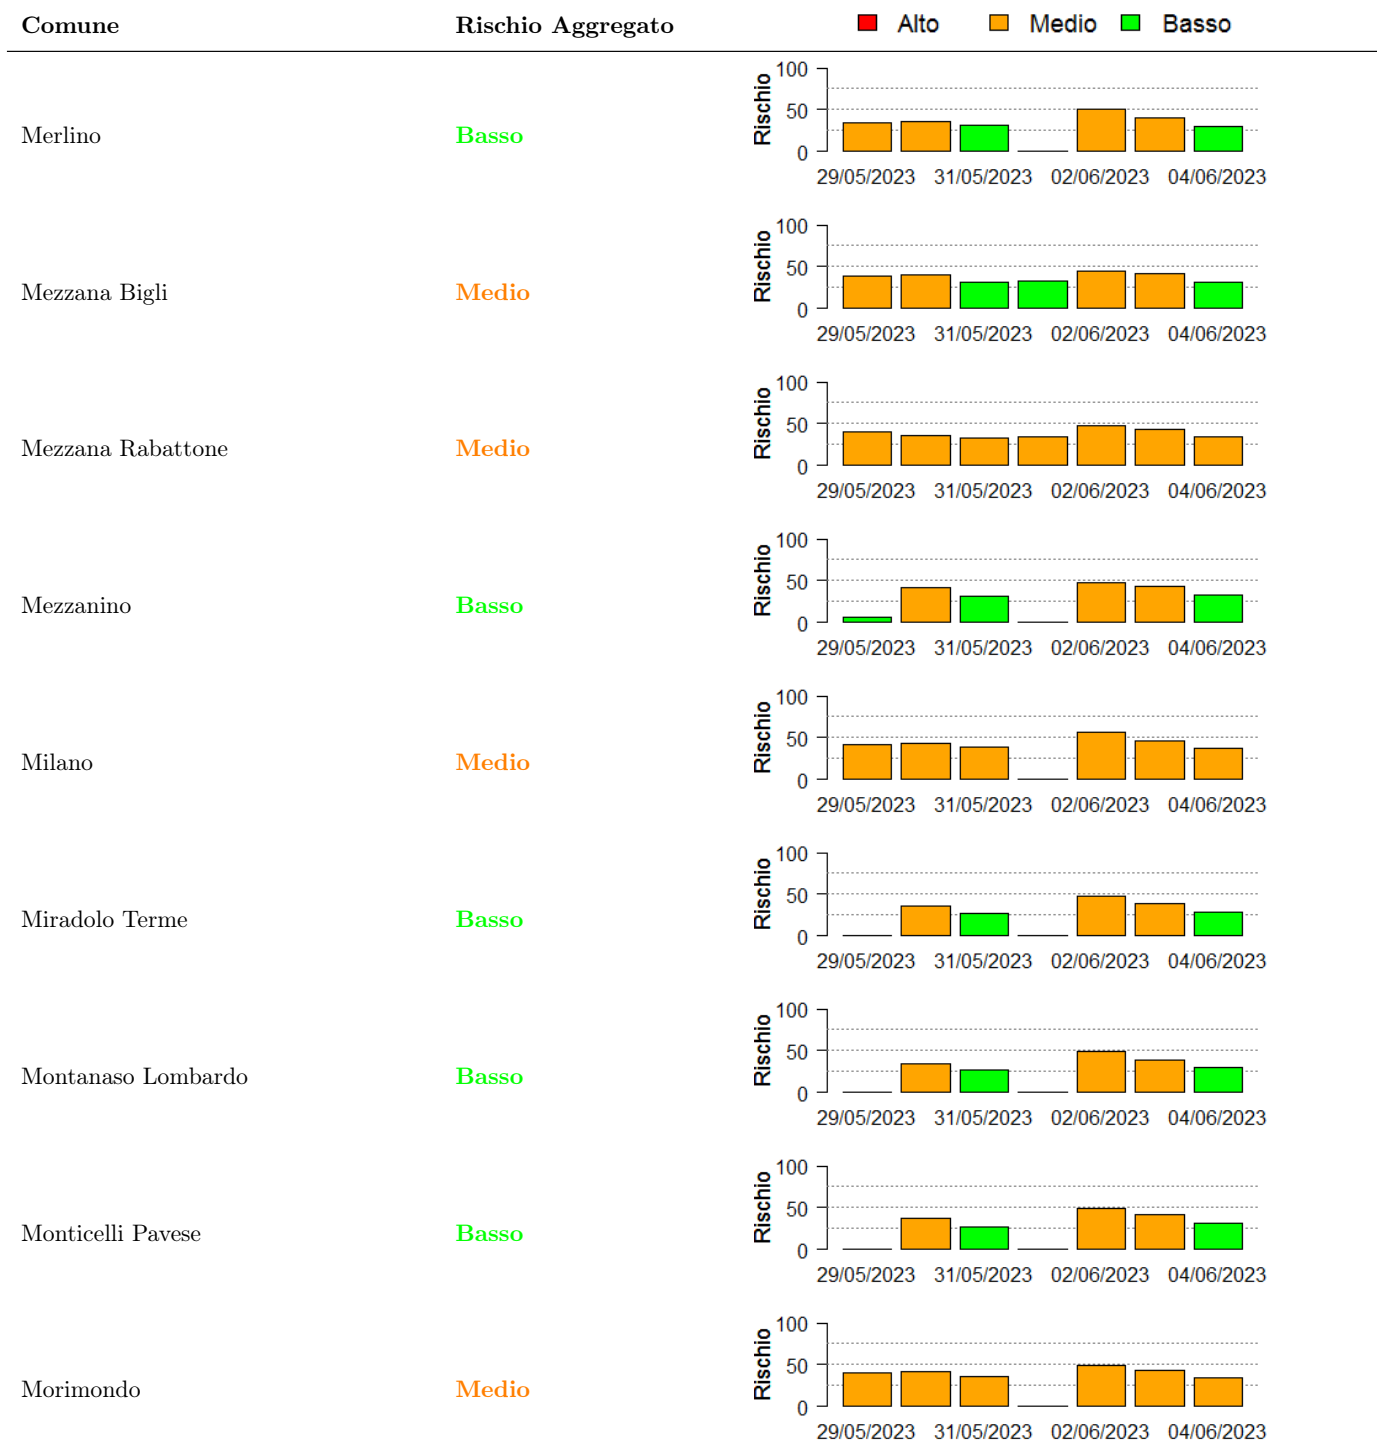 Comune Rischio Aggregato Alto Medio Basso
Merlino Basso Rischio 100 50 0
29/05/2023 31/05/2023 02/06/2023 04/06/2023
Mezzana Bigli Medio Rischio 100 50 0
29/05/2023 31/05/2023 02/06/2023 04/06/2023
Mezzana Rabattone Medio Rischio 100 50 0
29/05/2023 31/05/2023 02/06/2023 04/06/2023
Mezzanino Basso Rischio 100 50 0
29/05/2023 31/05/2023 02/06/2023 04/06/2023
Milano Medio Rischio 100 50 0
29/05/2023 31/05/2023 02/06/2023 04/06/2023
Miradolo Terme Basso Rischio 100 50 0
29/05/2023 31/05/2023 02/06/2023 04/06/2023
Montanaso Lombardo Basso Rischio 100 50 0
29/05/2023 31/05/2023 02/06/2023 04/06/2023
Monticelli Pavese Basso Rischio 100 50 0
29/05/2023 31/05/2023 02/06/2023 04/06/2023
Morimondo Medio Rischio 100 50 0
29/05/2023 31/05/2023 02/06/2023 04/06/2023